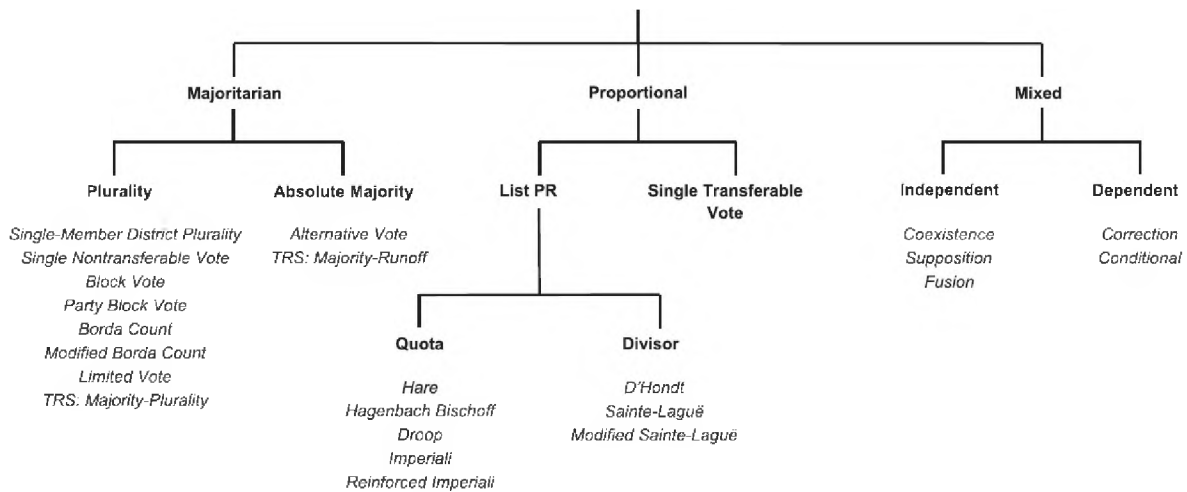 Majoritarian
Proportional
Mixed
Plurality
Absolute Majority
List PR
Single Transferable
Vote
Independent
Dependent
Single-Member District Plurality
Single Nontransferable Vote
Block Vote
Party Block Vote
Borda Count
Modified Borda Count
Limited Vote
TRS: Majority-Plurality
Alternative Vote
TRS: Majority-Runoff
Coexistence
Supposition
Fusion
Correction
Conditional
Quota
Divisor
Hare
Hagenbach Bischoff
Droop
Imperiali
Reinforced Imperiali
D'Hondt
Sainte-Laguë
Modified Sainte-Laguë